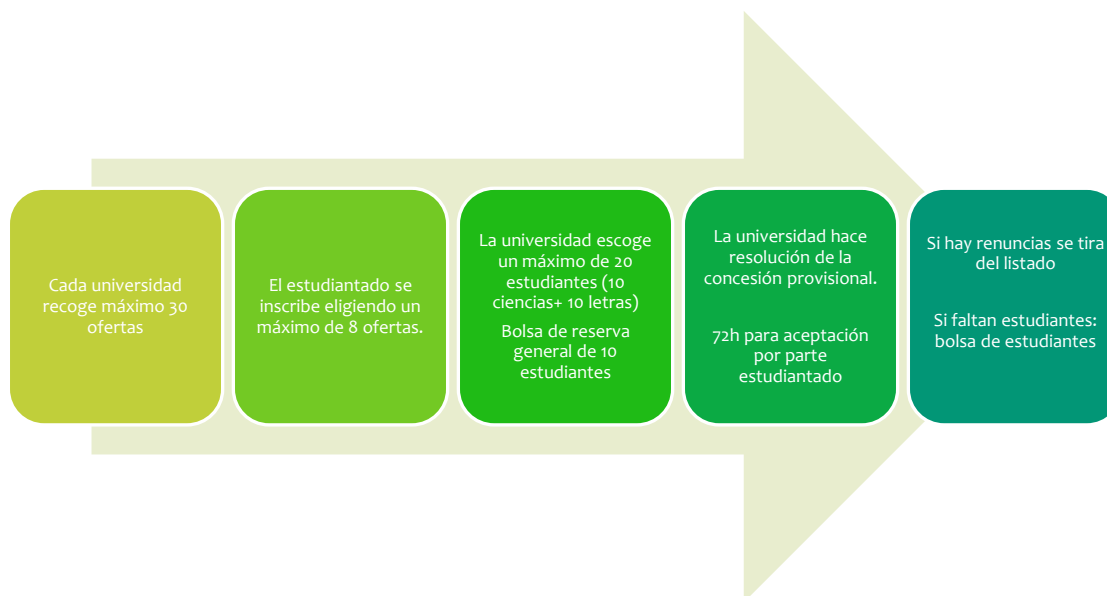 Cada universidad
recoge máximo 30
ofertas
El estudiantado se
inscribe eligiendo un
máximo de 8 ofertas.
La universidad escoge
un máximo de 20
estudiantes (10
ciencias+ 10 letras)
Bolsa de reserva
general de 10
estudiantes
La universidad hace
resolución de la
concesión provisional.
72h para aceptación
por parte
estudiantado
Si hay renuncias se tira
del listado
Si faltan estudiantes:
bolsa de estudiantes